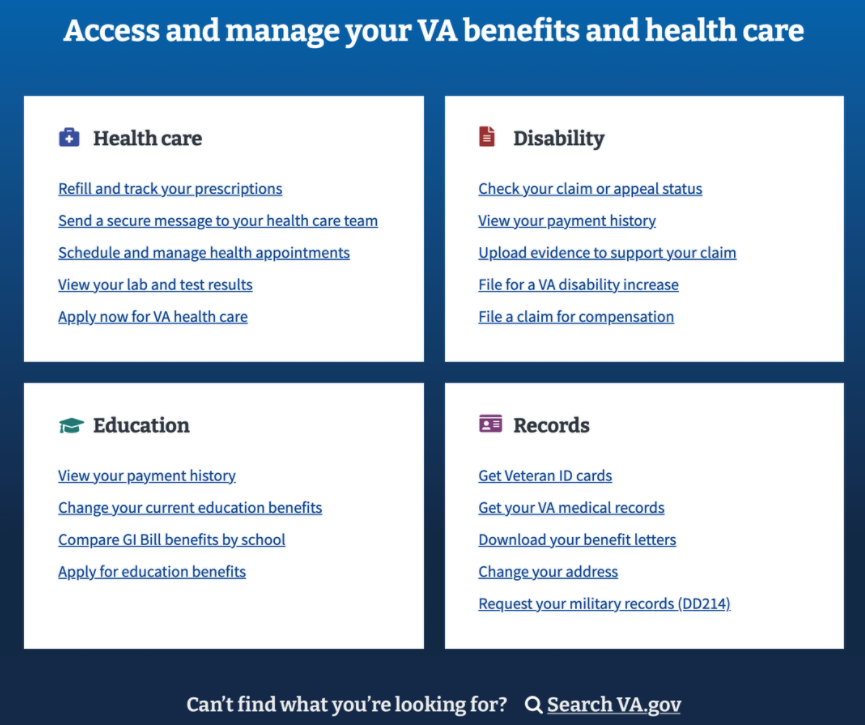 Access and manage your VA benefits and health care
Health care
Refill and track your prescriptions
Send a secure message to your health care team
Schedule and manage health appointments
View your lab and test results
Apply now for VA health care
Disability
Check your claim or appeal status
View your payment history
Upload evidence to support your claim
File for a VA disability increase
File a claim for compensation
Education
View your payment history
Change your current education benefits
Compare GI Bill benefits by school
Apply for education benefits
Records
Get Veteran ID cards
Get your VA medical records
Download your benefit letters
Change your address
Request your military records (DD214)
Can’t find what you’re looking for? Search VA.gov